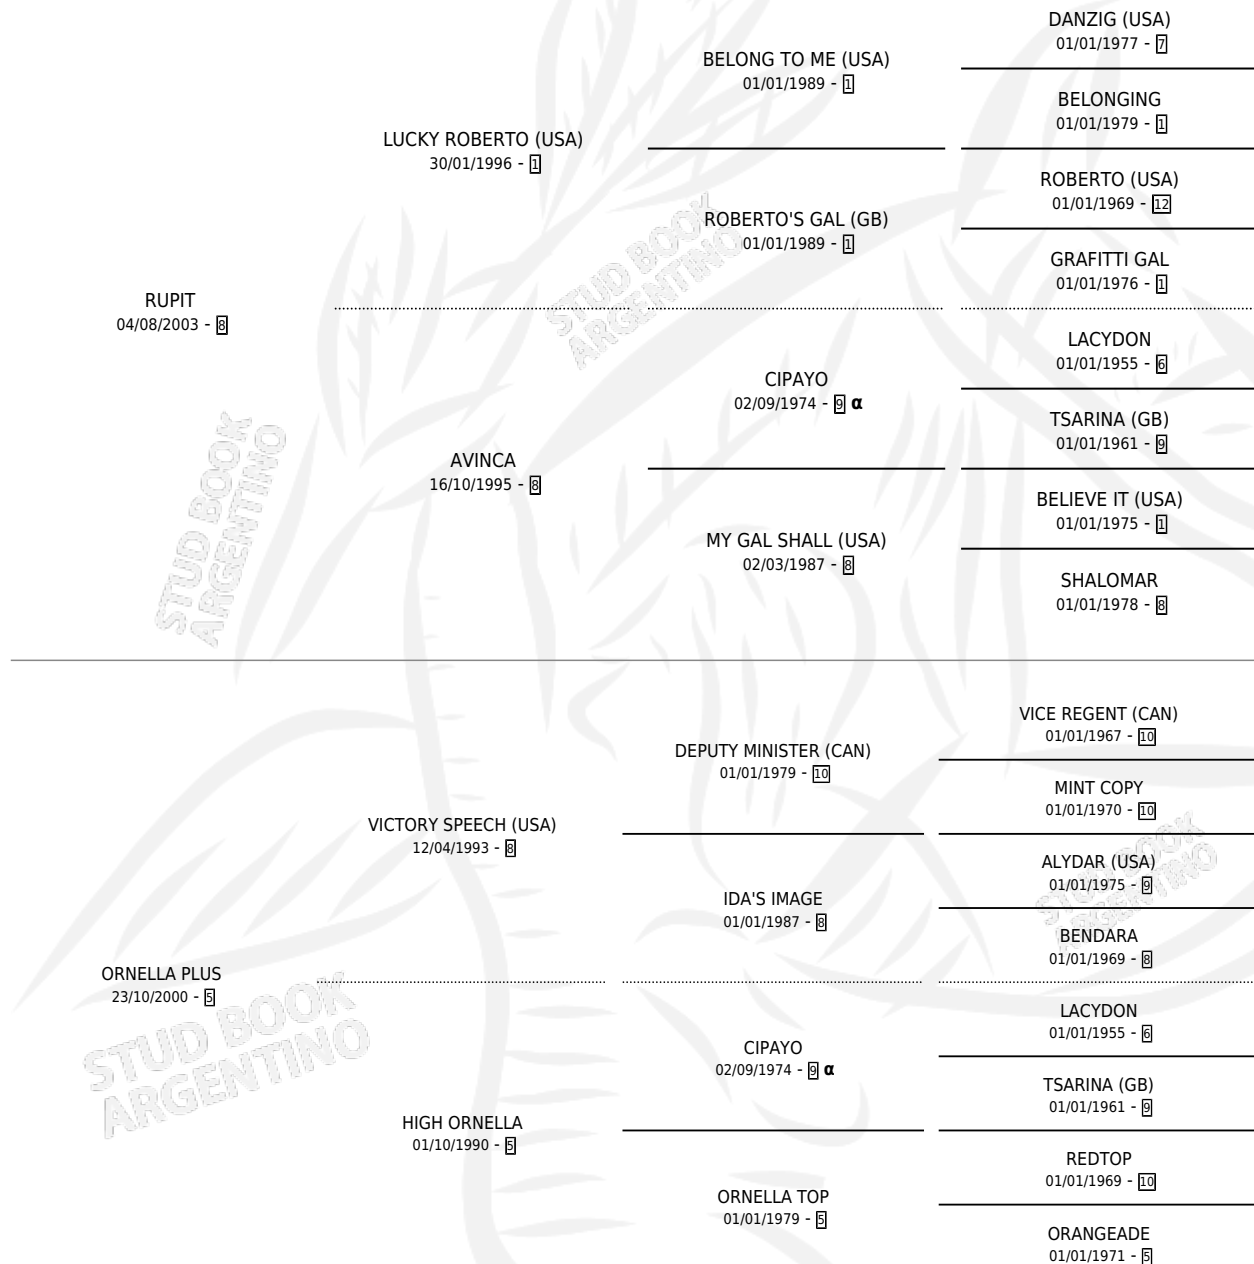 DANZIG (USA)
01/01/1977 - 7
BELONG TO ME (USA)
01/01/1989 - 1
BELONGING
01/01/1979 - 1
LUCKY ROBERTO (USA)
30/01/1996 - 1
ROBERTO (USA)
01/01/1969 - 12
ROBERTO'S GAL (GB)
01/01/1989 - 1
GRAFITTI GAL
01/01/1976 - 1
RUPIT
04/08/2003 - 8
LACYDON
01/01/1955 - 6
CIPAYO
02/09/1974 - 9 α
TSARINA (GB)
01/01/1961 - 9
AVINCA
16/10/1995 - 8
BELIEVE IT (USA)
01/01/1975 - 1
MY GAL SHALL (USA)
02/03/1987 - 8
SHALOMAR
01/01/1978 - 8
VICE REGENT (CAN)
01/01/1967 - 10
DEPUTY MINISTER (CAN)
01/01/1979 - 10
MINT COPY
01/01/1970 - 10
VICTORY SPEECH (USA)
12/04/1993 - 8
ALYDAR (USA)
01/01/1975 - 9
IDA'S IMAGE
01/01/1987 - 8
BENDARA
01/01/1969 - 8
ORNELLA PLUS
23/10/2000 - 5
LACYDON
01/01/1955 - 6
CIPAYO
02/09/1974 - 9 α
TSARINA (GB)
01/01/1961 - 9
HIGH ORNELLA
01/10/1990 - 5
REDTOP
01/01/1969 - 10
ORNELLA TOP
01/01/1979 - 5
ORANGEADE
01/01/1971 - 5
STUD BOOK
ARGENTINO
STUD BOOK
ARGENTINO
STUD BOOK
ARGENTINO
STUD BOOK
ARGENTINO